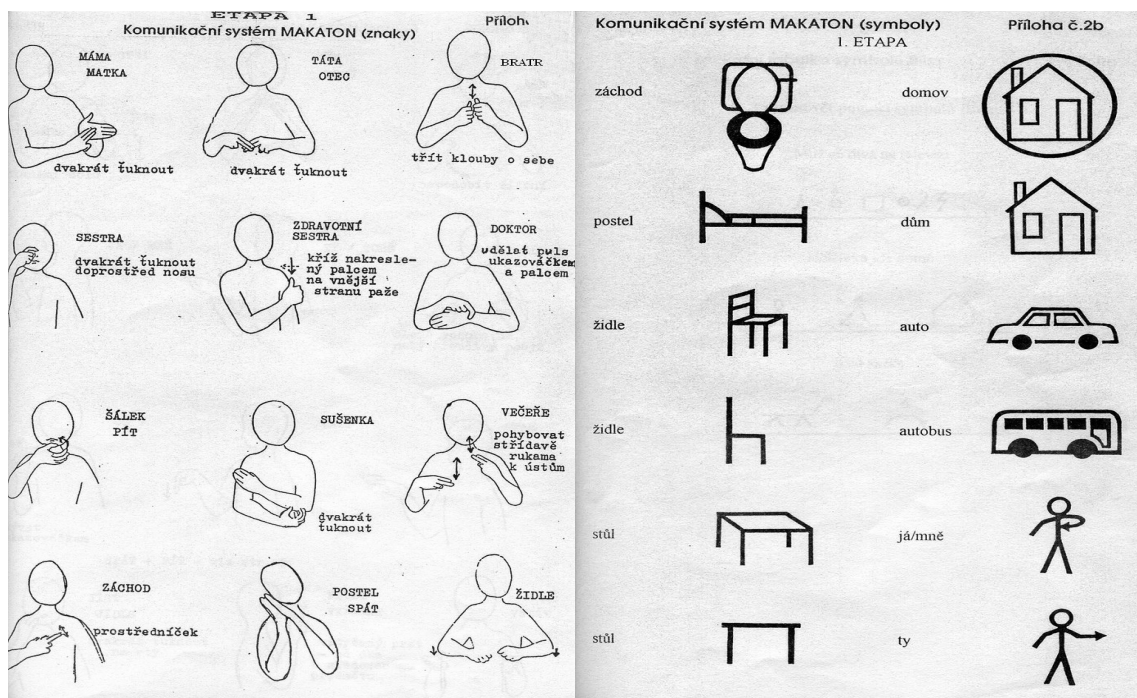 ETAPA 1
Příloh
Komunikační systém MAKATON (znaky)
MÁMA
MATKA
dvakrát ťuknout
TÁTA
OTEC
dvakrát ťuknout
BRATR
třít klouby o sebe
SESTRA
dvakrát ťuknout
doprostřed nosu
ZDRAVOTNÍ
SESTRA
kříž nakresle-
ný palcem
na vnější
stranu paže
DOKTOR
udělat puls
ukazováčkem
a palcem
ŠÁLEK
PÍT
SUŠENKA
dvakrát
ťuknout
VEČEŘE
pohybovat
střídavě
rukama
k ústům
ZÁCHOD
prostředníček
POSTEL
SPÁT
ŽIDLE
Komunikační systém MAKATON (symboly)
Příloha č.2b
1. ETAPA
záchod
domov
postel
dům
židle
auto
židle
autobus
stůl
já/mně
stůl
ty